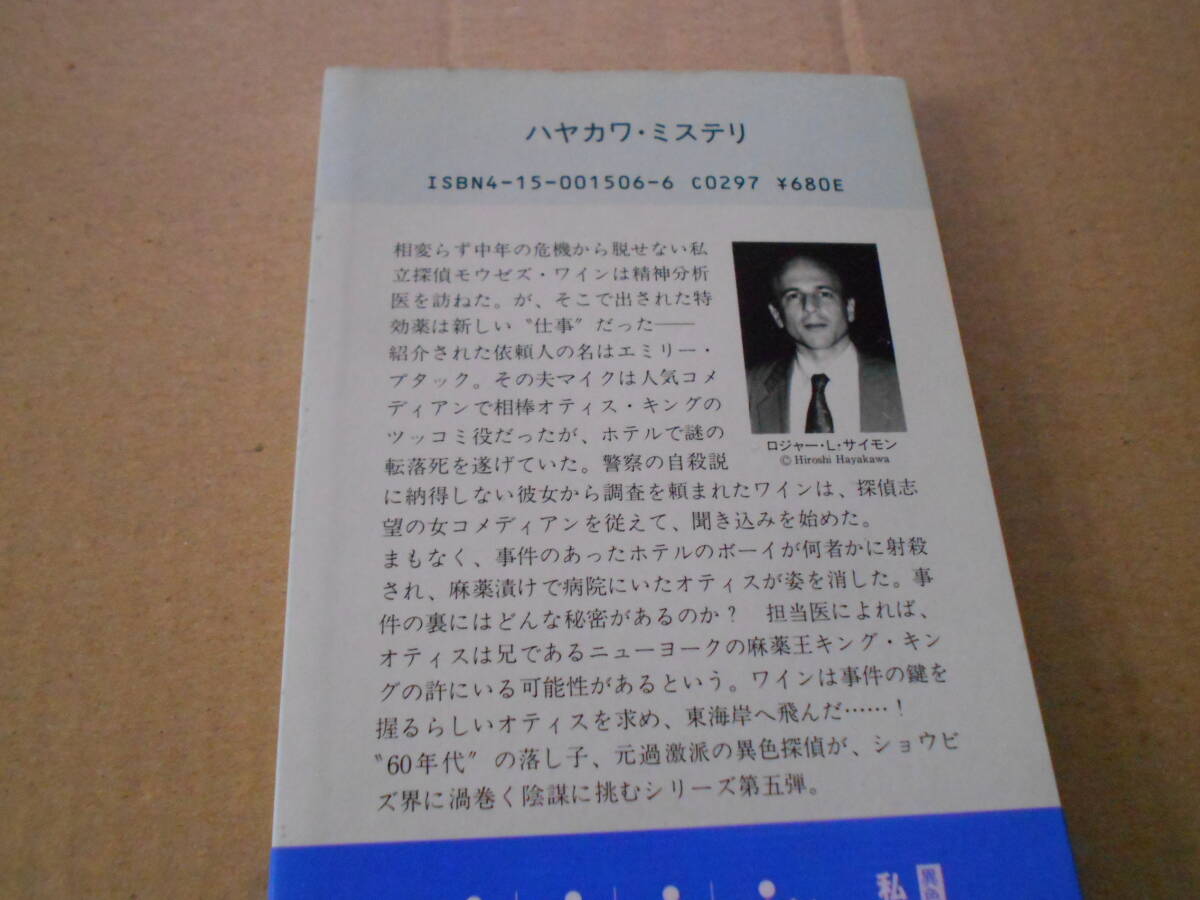 ハヤカワ・ミステリ
ISBN4-15-001506-6 C0297 ¥680E
相変らず中年の危機から脱せない私
立探偵モウゼズ・ワインは精神分析
医を訪ねた。が、そこで出された特
効薬は新しい〝仕事〟だった――
紹介された依頼人の名はエミリー・
プタック。その夫マイクは人気コメ
ディアンで相棒オティス・キングの
ツッコミ役だったが、ホテルで謎の
転落死を遂げていた。警察の自殺説
に納得しない彼女から調査を頼まれたワインは、探偵志
望の女コメディアンを従えて、聞き込みを始めた。
まもなく、事件のあったホテルのボーイが何者かに射殺
され、麻薬漬けで病院にいたオティスが姿を消した。事
件の裏にはどんな秘密があるのか？　担当医によれば、
オティスは兄であるニューヨークの麻薬王キング・キン
グの許にいる可能性があるという。ワインは事件の鍵を
握るらしいオティスを求め、東海岸へ飛んだ……！
〝60年代〟の落し子、元過激派の異色探偵が、ショウビ
ズ界に渦巻く陰謀に挑むシリーズ第五弾。
ロジャー・L・サイモン
© Hiroshi Hayakawa
異色
私